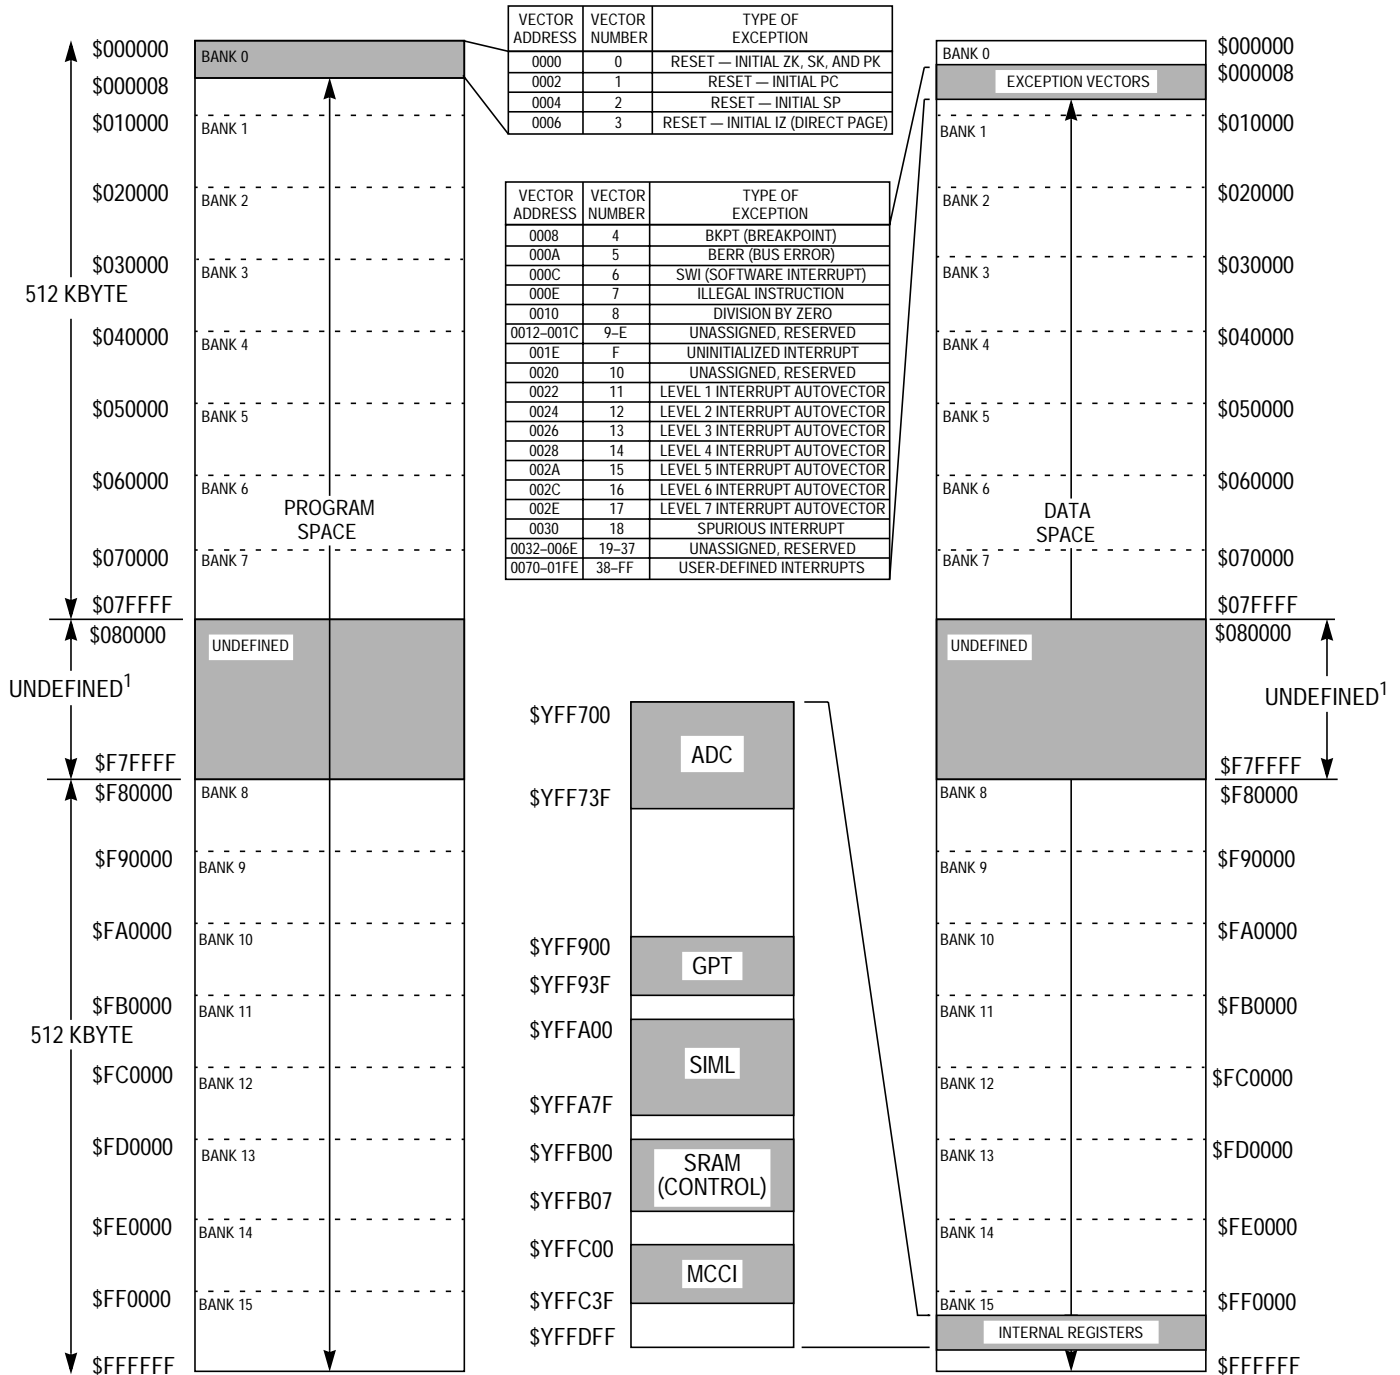 VECTOR ADDRESS VECTOR NUMBER TYPE OF EXCEPTION
0000 0 RESET — INITIAL ZK, SK, AND PK
0002 1 RESET — INITIAL PC
0004 2 RESET — INITIAL SP
0006 3 RESET — INITIAL IZ (DIRECT PAGE)
VECTOR ADDRESS VECTOR NUMBER TYPE OF EXCEPTION
0008 4 BKPT (BREAKPOINT)
000A 5 BERR (BUS ERROR)
000C 6 SWI (SOFTWARE INTERRUPT)
000E 7 ILLEGAL INSTRUCTION
0010 8 DIVISION BY ZERO
0012–001C 9–E UNASSIGNED, RESERVED
001E F UNINITIALIZED INTERRUPT
0020 10 UNASSIGNED, RESERVED
0022 11 LEVEL 1 INTERRUPT AUTOVECTOR
0024 12 LEVEL 2 INTERRUPT AUTOVECTOR
0026 13 LEVEL 3 INTERRUPT AUTOVECTOR
0028 14 LEVEL 4 INTERRUPT AUTOVECTOR
002A 15 LEVEL 5 INTERRUPT AUTOVECTOR
002C 16 LEVEL 6 INTERRUPT AUTOVECTOR
002E 17 LEVEL 7 INTERRUPT AUTOVECTOR
0030 18 SPURIOUS INTERRUPT
0032–006E 19–37 UNASSIGNED, RESERVED
0070–01FE 38–FF USER-DEFINED INTERRUPTS
$000000
BANK 0
$000008
$010000
BANK 1
$020000
BANK 2
$030000
BANK 3
512 KBYTE
$040000
BANK 4
$050000
BANK 5
$060000
BANK 6
PROGRAM
SPACE
$070000
BANK 7
$07FFFF
$080000
UNDEFINED
UNDEFINED1
$F7FFFF
$F80000
BANK 8
$F90000
BANK 9
$FA0000
BANK 10
$FB0000
BANK 11
512 KBYTE
$FC0000
BANK 12
$FD0000
BANK 13
$FE0000
BANK 14
$FF0000
BANK 15
$FFFFFF
$YFF700
ADC
$YFF73F
$YFF900
GPT
$YFF93F
$YFFA00
SIML
$YFFA7F
$YFFB00
SRAM
(CONTROL)
$YFFB07
$YFFC00
MCCI
$YFFC3F
$YFFDFF
$000000
BANK 0
$000008
EXCEPTION VECTORS
$010000
BANK 1
$020000
BANK 2
$030000
BANK 3
$040000
BANK 4
$050000
BANK 5
$060000
BANK 6
DATA
SPACE
$070000
BANK 7
$07FFFF
$080000
UNDEFINED
UNDEFINED1
$F7FFFF
$F80000
BANK 8
$F90000
BANK 9
$FA0000
BANK 10
$FB0000
BANK 11
$FC0000
BANK 12
$FD0000
BANK 13
$FE0000
BANK 14
$FF0000
BANK 15
INTERNAL REGISTERS
$FFFFFF